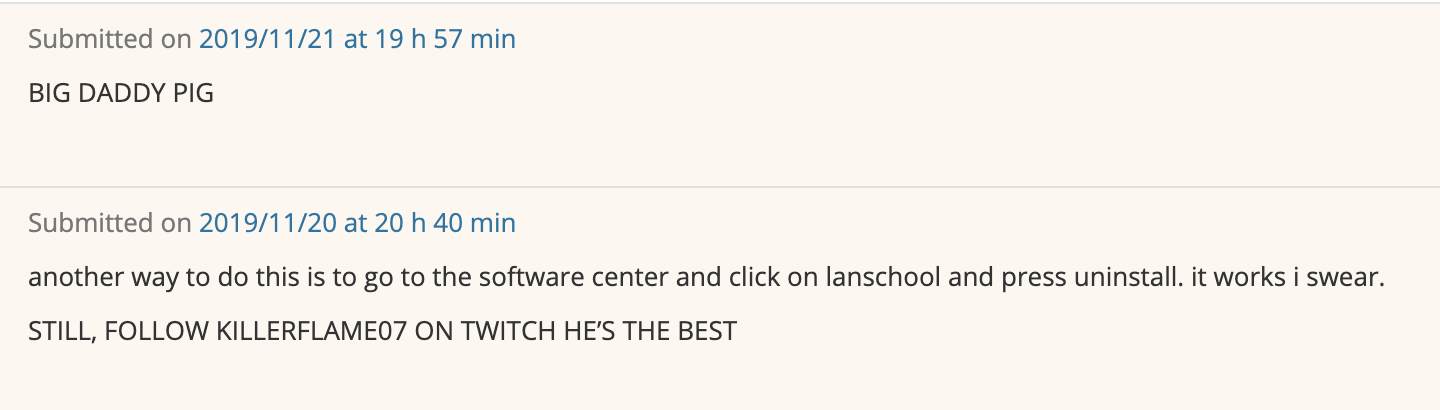 Submitted on 2019/11/21 at 19 h 57 min
BIG DADDY PIG
Submitted on 2019/11/20 at 20 h 40 min
another way to do this is to go to the software center and click on lanschool and press uninstall. it works i swear.
STILL, FOLLOW KILLERFLAME07 ON TWITCH HE’S THE BEST